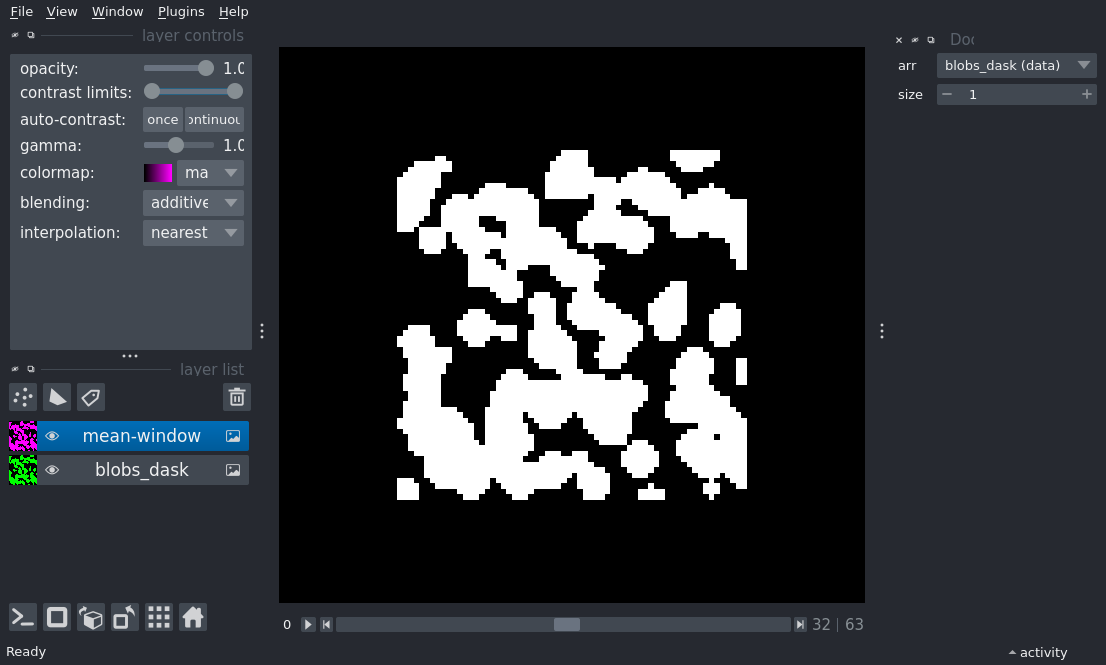 File View Window Plugins Help
layer controls
opacity: 1.0
contrast limits:
auto-contrast: once ontinuou
gamma: 1.0
colormap: ma
blending: additive
interpolation: nearest
layer list
mean-window
blobs_dask
0 32 | 63
Ready
Doc
arr blobs_dask (data)
size − 1 +
activity